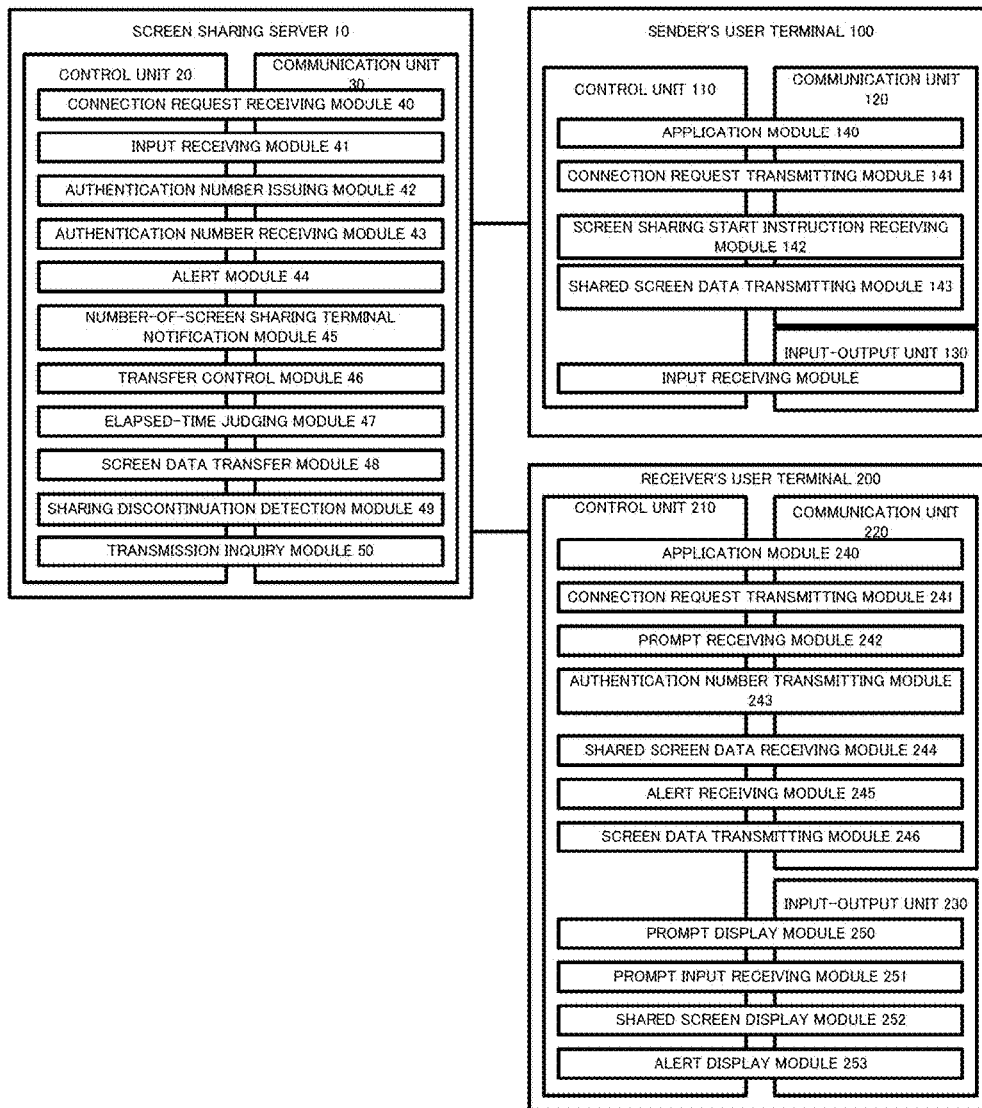 SCREEN SHARING SERVER 10
CONTROL UNIT 20
COMMUNICATION UNIT
30
CONNECTION REQUEST RECEIVING MODULE 40
INPUT RECEIVING MODULE 41
AUTHENTICATION NUMBER ISSUING MODULE 42
AUTHENTICATION NUMBER RECEIVING MODULE 43
ALERT MODULE 44
NUMBER-OF-SCREEN SHARING TERMINAL
NOTIFICATION MODULE 45
TRANSFER CONTROL MODULE 46
ELAPSED-TIME JUDGING MODULE 47
SCREEN DATA TRANSFER MODULE 48
SHARING DISCONTINUATION DETECTION MODULE 49
TRANSMISSION INQUIRY MODULE 50
SENDER'S USER TERMINAL 100
CONTROL UNIT 110
COMMUNICATION UNIT
120
APPLICATION MODULE 140
CONNECTION REQUEST TRANSMITTING MODULE 141
SCREEN SHARING START INSTRUCTION RECEIVING
MODULE 142
SHARED SCREEN DATA TRANSMITTING MODULE 143
INPUT-OUTPUT UNIT 130
INPUT RECEIVING MODULE
RECEIVER'S USER TERMINAL 200
CONTROL UNIT 210
COMMUNICATION UNIT
220
APPLICATION MODULE 240
CONNECTION REQUEST TRANSMITTING MODULE 241
PROMPT RECEIVING MODULE 242
AUTHENTICATION NUMBER TRANSMITTING MODULE
243
SHARED SCREEN DATA RECEIVING MODULE 244
ALERT RECEIVING MODULE 245
SCREEN DATA TRANSMITTING MODULE 246
INPUT-OUTPUT UNIT 230
PROMPT DISPLAY MODULE 250
PROMPT INPUT RECEIVING MODULE 251
SHARED SCREEN DISPLAY MODULE 252
ALERT DISPLAY MODULE 253